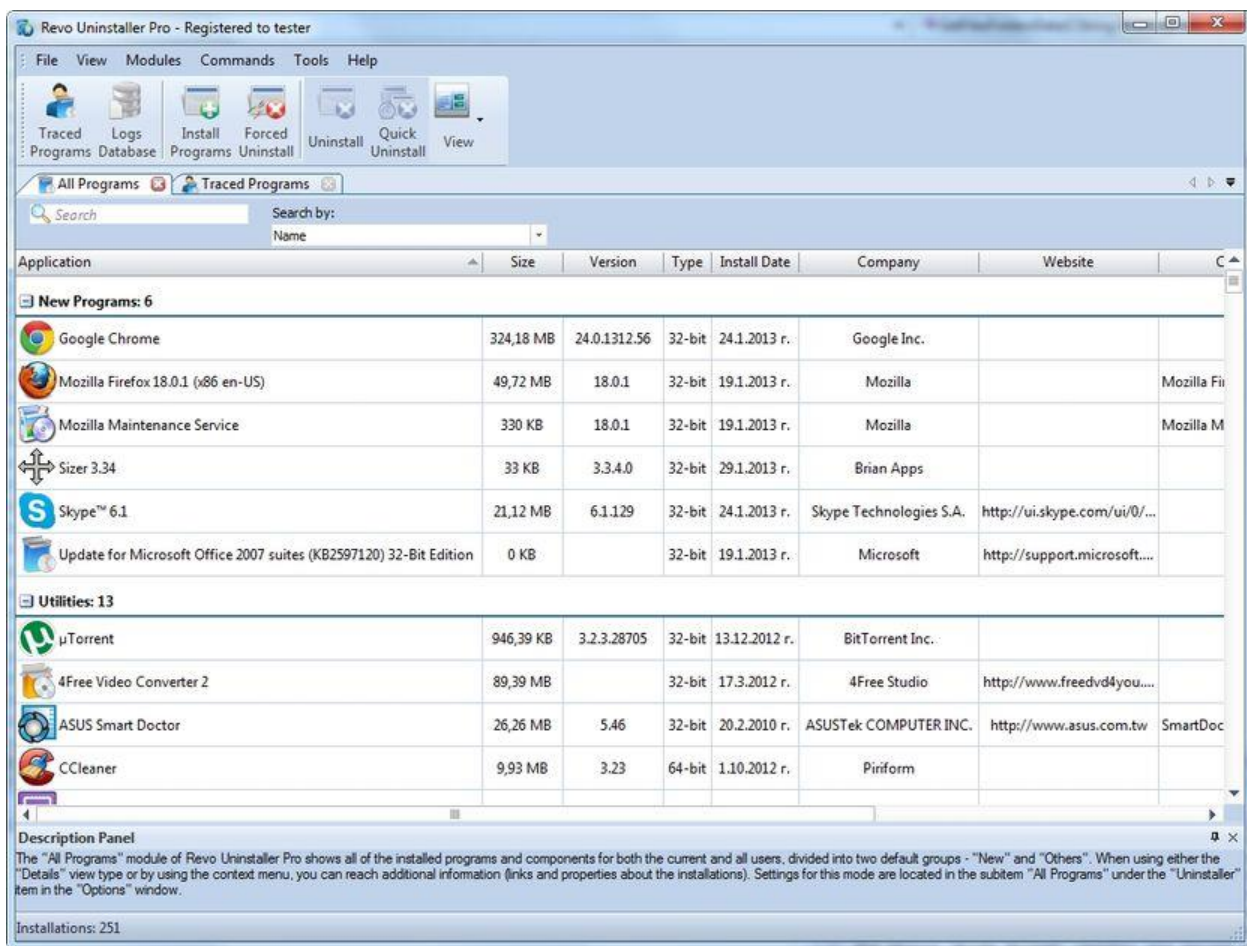 Revo Uninstaller Pro - Registered to tester
File View Modules Commands Tools Help
Traced Programs Logs Database Install Programs Forced Uninstall Uninstall Quick Uninstall View
All Programs Traced Programs
Search Search by:
Name
Application Size Version Type Install Date Company Website C
New Programs: 6
Google Chrome 324,18 MB 24.0.1312.56 32-bit 24.1.2013 г. Google Inc.
Mozilla Firefox 18.0.1 (x86 en-US) 49,72 MB 18.0.1 32-bit 19.1.2013 г. Mozilla Mozilla Fi
Mozilla Maintenance Service 330 KB 18.0.1 32-bit 19.1.2013 г. Mozilla Mozilla M
Sizer 3.34 33 KB 3.3.4.0 32-bit 29.1.2013 г. Brian Apps
Skype™ 6.1 21,12 MB 6.1.129 32-bit 24.1.2013 г. Skype Technologies S.A. http://ui.skype.com/ui/0/...
Update for Microsoft Office 2007 suites (KB2597120) 32-Bit Edition 0 KB 32-bit 19.1.2013 г. Microsoft http://support.microsoft....
Utilities: 13
µTorrent 946,39 KB 3.2.3.28705 32-bit 13.12.2012 г. BitTorrent Inc.
4Free Video Converter 2 89,39 MB 32-bit 17.3.2012 г. 4Free Studio http://www.freedvd4you....
ASUS Smart Doctor 26,26 MB 5.46 32-bit 20.2.2010 г. ASUSTek COMPUTER INC. http://www.asus.com.tw SmartDoc
CCleaner 9,93 MB 3.23 64-bit 1.10.2012 г. Piriform
Description Panel
The "All Programs" module of Revo Uninstaller Pro shows all of the installed programs and components for both the current and all users, divided into two default groups - "New" and "Others". When using either the
"Details" view type or by using the context menu, you can reach additional information (links and properties about the installations). Settings for this mode are located in the subitem "All Programs" under the "Uninstaller"
item in the "Options" window.
Installations: 251